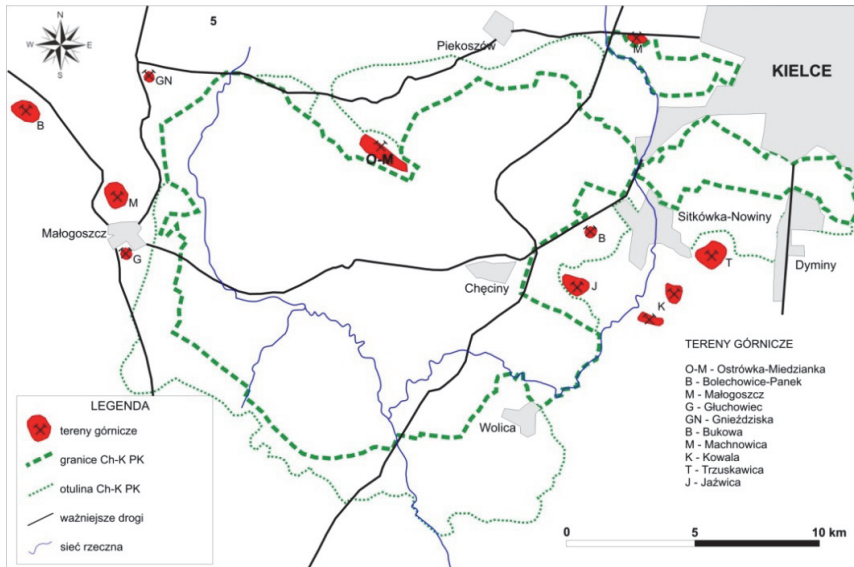 N
W E
S
5
Piekoszów
M
KIELCE
GN
B
O-M
M
Małogoszcz
G
Sitkówka-Nowiny
B
T
Dyminy
Chęciny
J
K
Wolica
LEGENDA
tereny górnicze
granice Ch-K PK
otulina Ch-K PK
ważniejsze drogi
sieć rzeczna
TERENY GÓRNICZE
O-M - Ostrówka-Miedzianka
B - Bolechowice-Panek
M - Małogoszcz
G - Głuchowiec
GN - Gnieździska
B - Bukowa
M - Machnowica
K - Kowala
T - Trzuskawica
J - Jaźwica
0 5 10 km